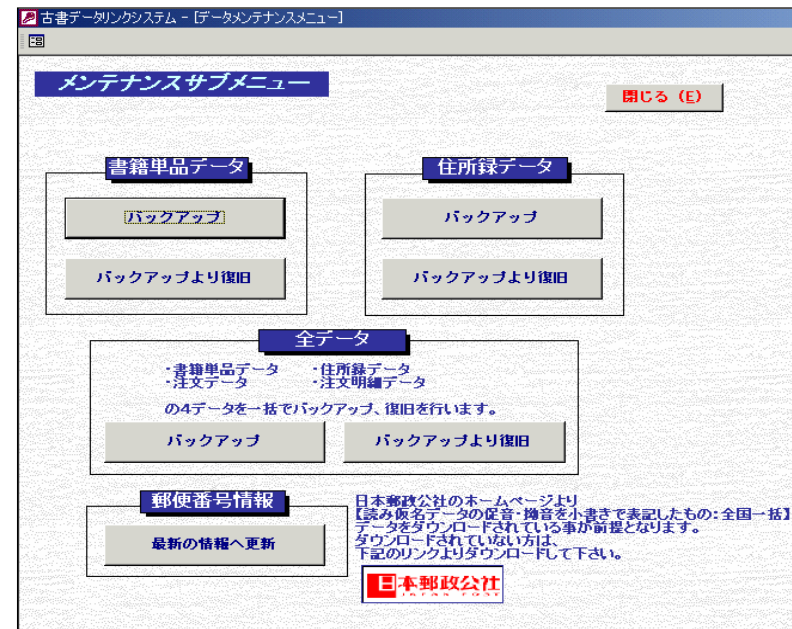 古書データリンクシステム - [データメンテナンスメニュー]
メンテナンスサブメニュー
閉じる (E)
書籍単品データ
住所録データ
バックアップ
バックアップ
バックアップより復旧
バックアップより復旧
全データ
・書籍単品データ ・住所録データ
・注文データ ・注文明細データ
の4データを一括でバックアップ、復旧を行います。
バックアップ
バックアップより復旧
郵便番号情報
最新の情報へ更新
日本郵政公社のホームページより
【読み仮名データの促音・拗音を小書きで表記したもの:全国一括】
データをダウンロードされている事が前提となります。
ダウンロードされていない方は、
下記のリンクよりダウンロードして下さい。
日本郵政公社
JAPAN POST